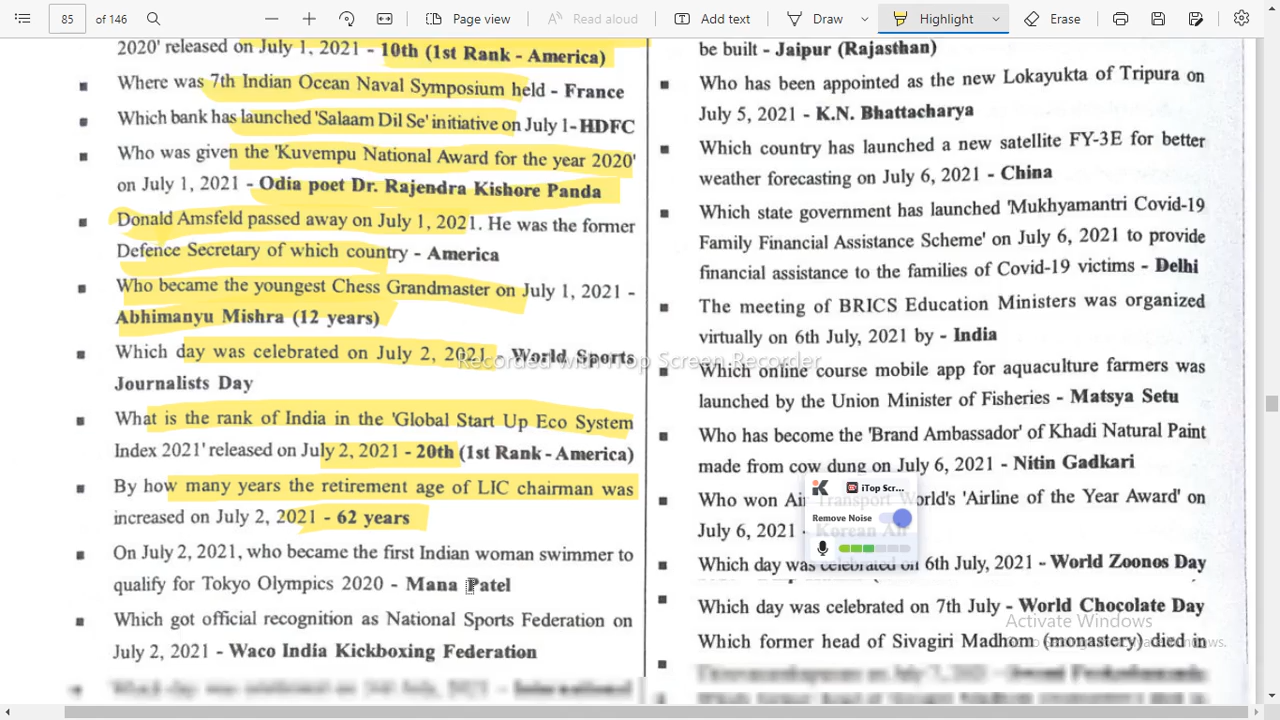 85
of 146
Page view
Read aloud
Add text
Draw
Highlight
Erase
2020' released on July 1, 2021 - 10th (1st Rank - America)
Where was 7th Indian Ocean Naval Symposium held - France
Which bank has launched 'Salaam Dil Se' initiative on July 1- HDFC
Who was given the 'Kuvempu National Award for the year 2020'
on July 1, 2021 - Odia poet Dr. Rajendra Kishore Panda
Donald Amsfeld passed away on July 1, 2021. He was the former
Defence Secretary of which country - America
Who became the youngest Chess Grandmaster on July 1, 2021 -
Abhimanyu Mishra (12 years)
Which day was celebrated on July 2, 2021 - World Sports
Journalists Day
What is the rank of India in the 'Global Start Up Eco System
Index 2021' released on July 2, 2021 - 20th (1st Rank - America)
By how many years the retirement age of LIC chairman was
increased on July 2, 2021 - 62 years
On July 2, 2021, who became the first Indian woman swimmer to
qualify for Tokyo Olympics 2020 - Mana Patel
Which got official recognition as National Sports Federation on
July 2, 2021 - Waco India Kickboxing Federation
be built - Jaipur (Rajasthan)
Who has been appointed as the new Lokayukta of Tripura on
July 5, 2021 - K.N. Bhattacharya
Which country has launched a new satellite FY-3E for better
weather forecasting on July 6, 2021 - China
Which state government has launched 'Mukhyamantri Covid-19
Family Financial Assistance Scheme' on July 6, 2021 to provide
financial assistance to the families of Covid-19 victims - Delhi
The meeting of BRICS Education Ministers was organized
virtually on 6th July, 2021 by - India
Which online course mobile app for aquaculture farmers was
launched by the Union Minister of Fisheries - Matsya Setu
Who has become the 'Brand Ambassador' of Khadi Natural Paint
made from cow dung on July 6, 2021 - Nitin Gadkari
Who won Air Transport World's 'Airline of the Year Award' on
July 6, 2021 - Korean Air
Which day was celebrated on 6th July, 2021 - World Zoonos Day
Which day was celebrated on 7th July - World Chocolate Day
Which former head of Sivagiri Madhom (monastery) died in
Recorded with iTop Screen Recorder
iTop Scr...
Remove Noise
Activate Windows